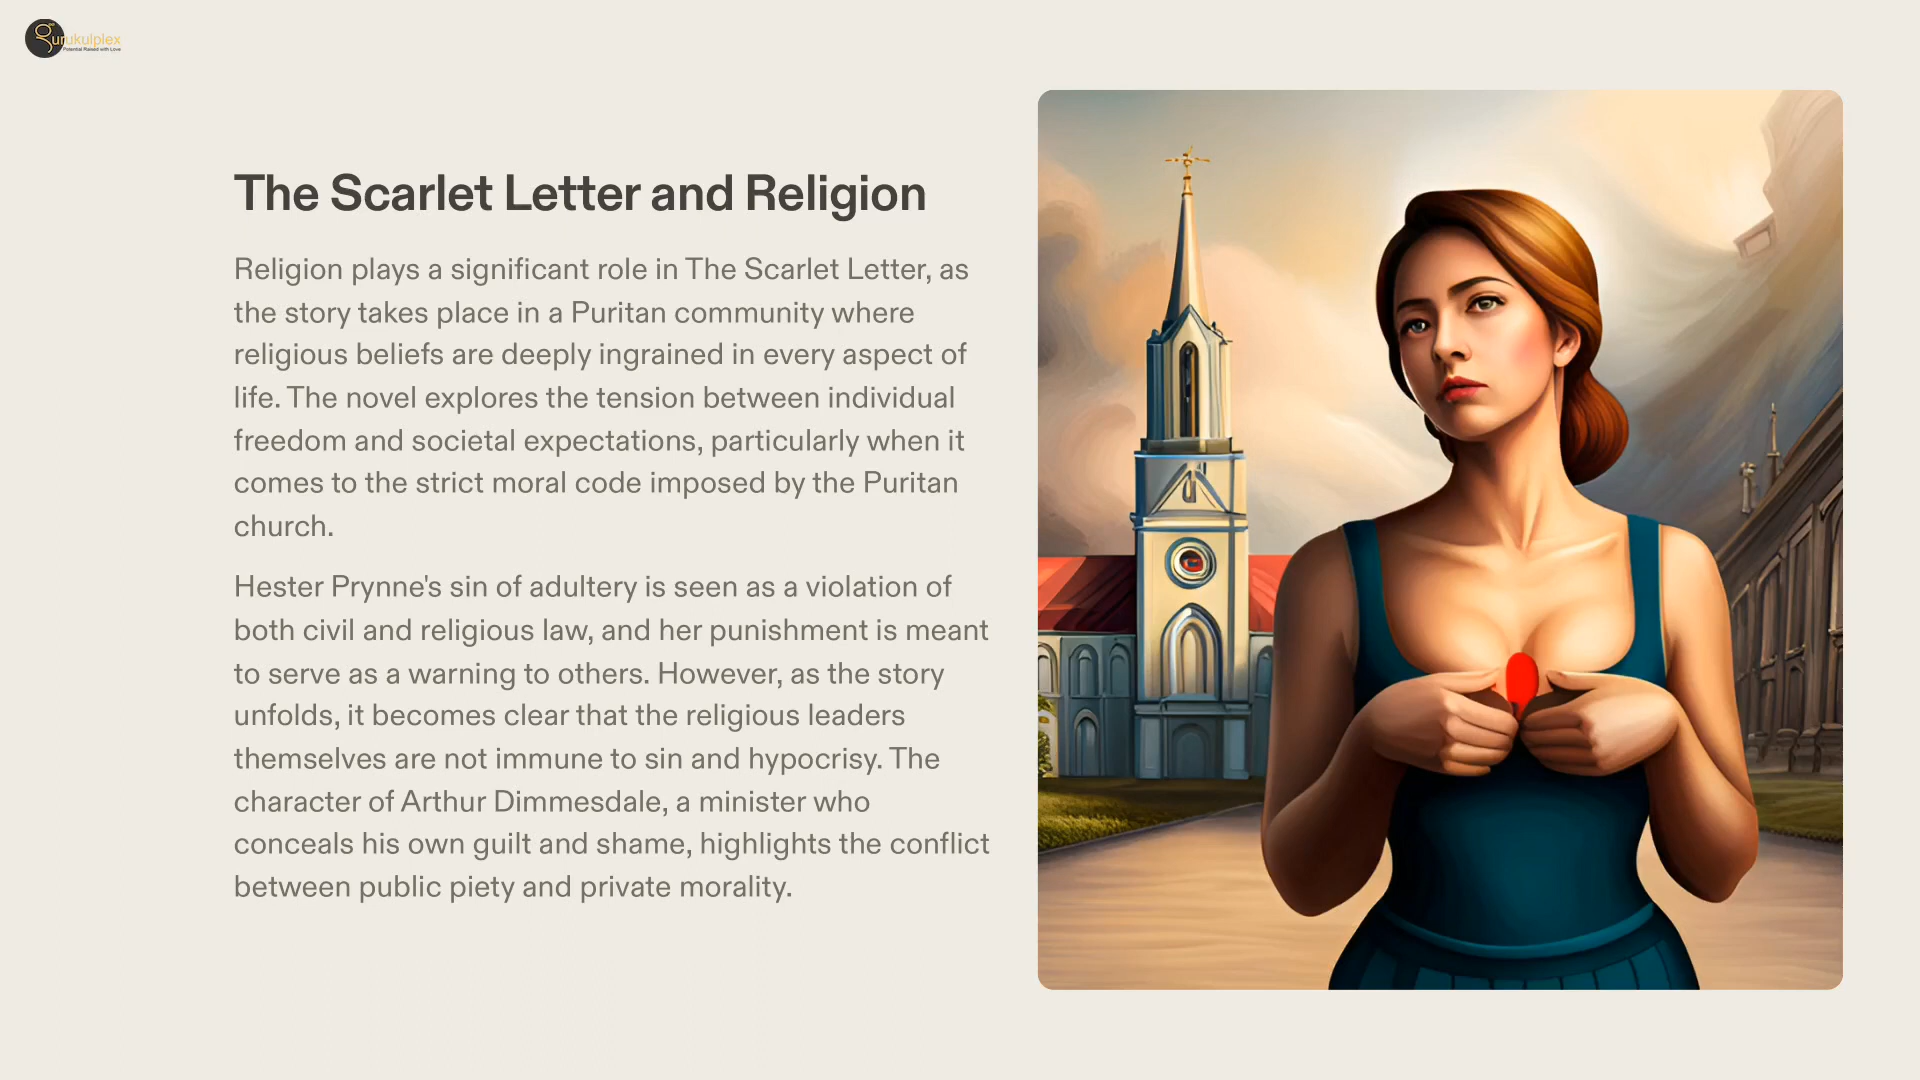 gurukulplex
Potential Raised with Love
The Scarlet Letter and Religion
Religion plays a significant role in The Scarlet Letter, as
the story takes place in a Puritan community where
religious beliefs are deeply ingrained in every aspect of
life. The novel explores the tension between individual
freedom and societal expectations, particularly when it
comes to the strict moral code imposed by the Puritan
church.
Hester Prynne's sin of adultery is seen as a violation of
both civil and religious law, and her punishment is meant
to serve as a warning to others. However, as the story
unfolds, it becomes clear that the religious leaders
themselves are not immune to sin and hypocrisy. The
character of Arthur Dimmesdale, a minister who
conceals his own guilt and shame, highlights the conflict
between public piety and private morality.